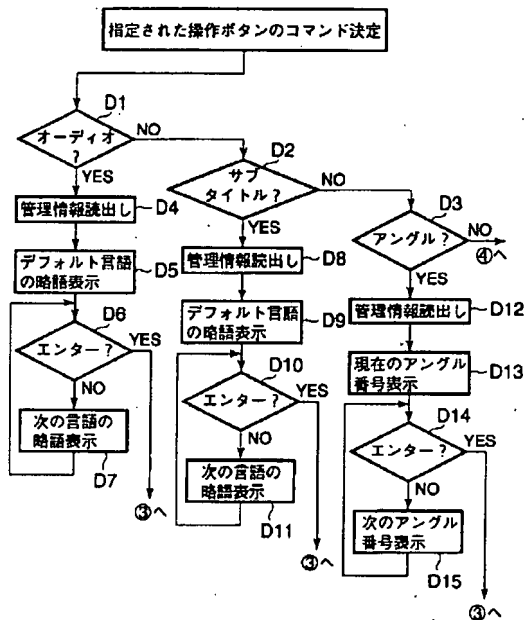 指定された操作ボタンのコマンド決定
D1
オーディオ
?
NO
YES
D2
サブ
タイトル?
NO
YES
D3
アングル?
NO
④へ
YES
管理情報読出し
D4
デフォルト言語
の略語表示
D5
D6
エンター?
YES
NO
次の言語の
略語表示
D7
③へ
管理情報読出し
D8
デフォルト言語
の略語表示
D9
D10
エンター?
YES
NO
次の言語の
略語表示
D11
③へ
管理情報読出し
D12
現在のアングル
番号表示
D13
D14
エンター?
YES
NO
次のアングル
番号表示
D15
③へ